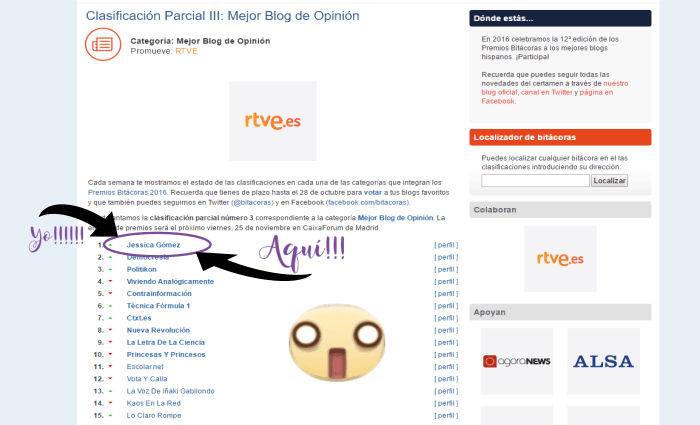 Clasificación Parcial III: Mejor Blog de Opinión
Categoría: Mejor Blog de Opinión
Promueve: RTVE
rtve.es
Cada semana te mostramos el estado de las clasificaciones en cada una de las categorías que integran los
Premios Bitácoras 2016. Recuerda que tienes de plazo hasta el 28 de octubre para votar a tus blogs favoritos
y que también puedes seguirnos en Twitter (@bitacoras) y en Facebook (facebook.com/bitacoras).
clasificación parcial número 3 correspondiente a la categoría Mejor Blog de Opinión. La
de premios será el próximo viernes, 25 de noviembre en CaixaForum de Madrid.
Yo!!!!!!
Aquí!!!
1. Jessica Gómez [ perfil ]
2. Democresía [ perfil ]
3. Politikon [ perfil ]
4. Viviendo Analógicamente [ perfil ]
5. Contrainformación [ perfil ]
6. Técnica Fórmula 1 [ perfil ]
7. Ctxt.es [ perfil ]
8. Nueva Revolución [ perfil ]
9. La Letra De La Ciencia [ perfil ]
10. Princesas Y Princesos [ perfil ]
11. Escolar.net [ perfil ]
12. Vota Y Calla [ perfil ]
13. La Voz De Iñaki Gabilondo [ perfil ]
14. Kaos En La Red [ perfil ]
15. Lo Claro Rompe [ perfil ]
Dónde estás...
En 2016 celebramos la 12ª edición de los
Premios Bitácoras a los mejores blogs
hispanos. ¡Participa!
Recuerda que puedes seguir todas las
novedades del certamen a través de nuestro
blog oficial, canal en Twitter y página en
Facebook.
Localizador de bitácoras
Puedes localizar cualquier bitácora en el las
clasificaciones introduciendo su dirección:
Localizar
Colaboran
rtve.es
Apoyan
agoraNEWS
ALSA